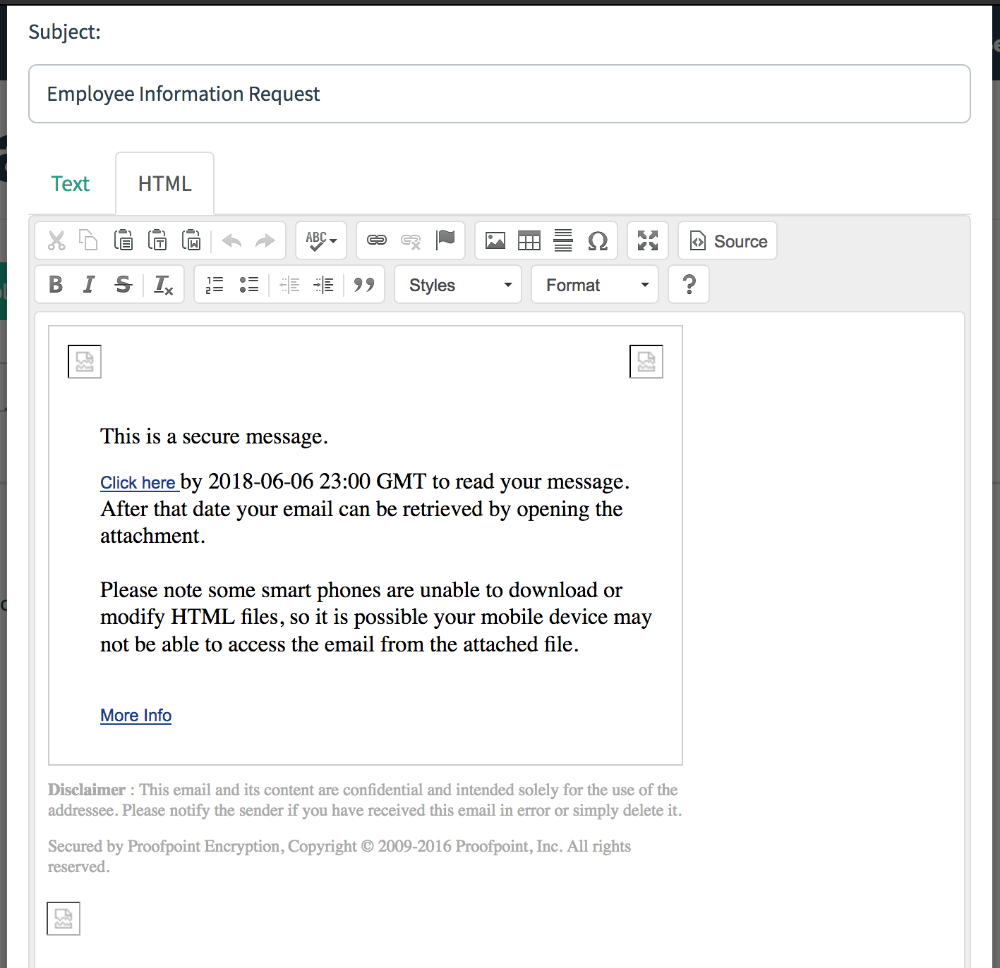 Subject:
Employee Information Request
Text HTML
ABC Source
B I S Tx Styles Format ?
This is a secure message.
Click here by 2018-06-06 23:00 GMT to read your message.
After that date your email can be retrieved by opening the
attachment.
Please note some smart phones are unable to download or
modify HTML files, so it is possible your mobile device may
not be able to access the email from the attached file.
More Info
Disclaimer : This email and its content are confidential and intended solely for the use of the
addressee. Please notify the sender if you have received this email in error or simply delete it.
Secured by Proofpoint Encryption, Copyright © 2009-2016 Proofpoint, Inc. All rights
reserved.